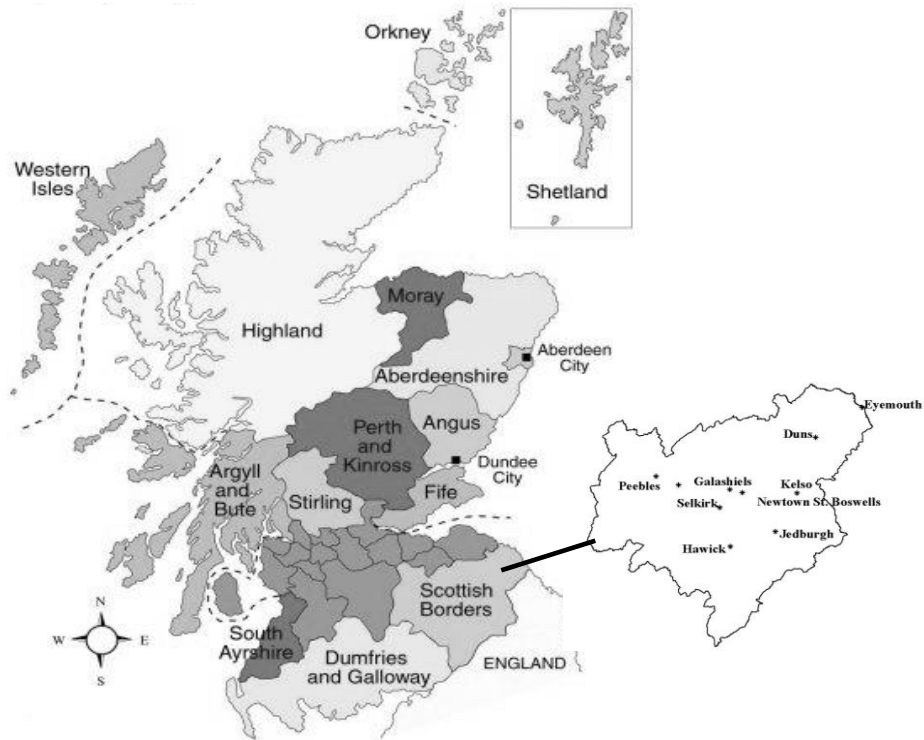 Orkney
Western
Isles
Shetland
Moray
Highland
Aberdeen
City
Aberdeenshire
Perth
and
Kinross
Angus
Dundee
City
Argyll
and
Bute
Stirling
Fife
Scottish
Borders
South
Ayrshire
Dumfries
and Galloway
ENGLAND
N
W
E
S
Eyemouth
Duns
Peebles
Galashiels
Kelso
Selkirk
Newtown St. Boswells
Jedburgh
Hawick